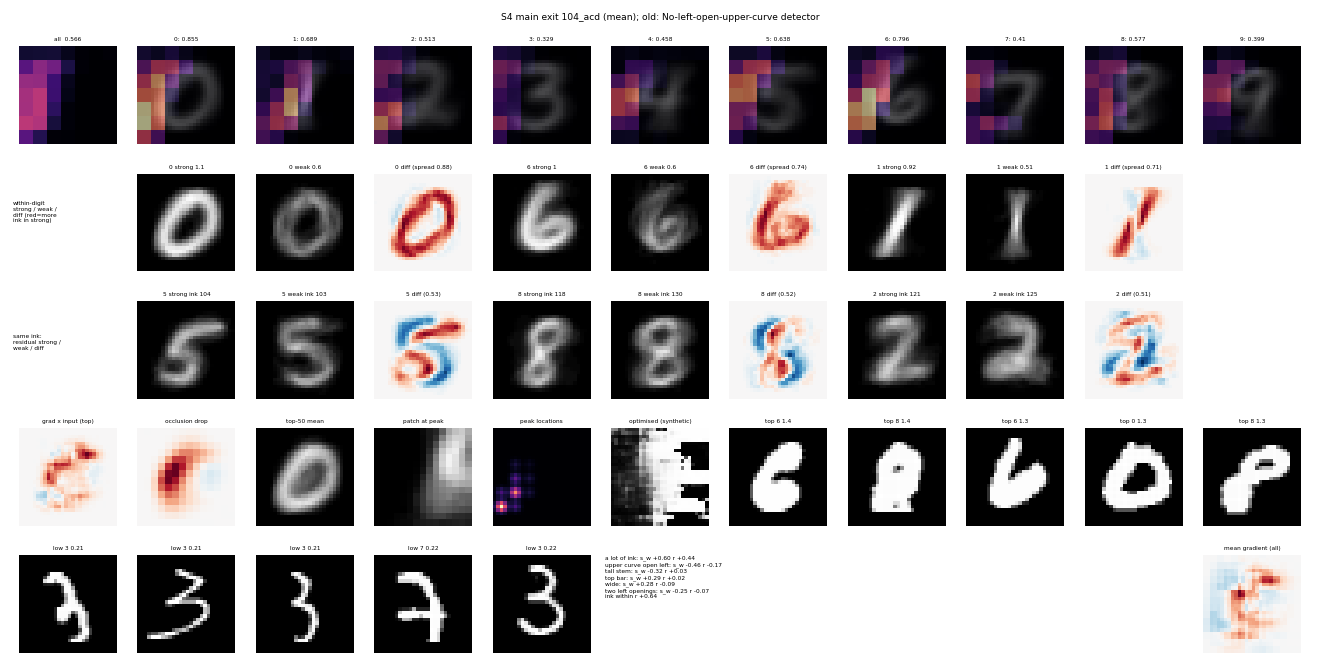 S4 main exit 104_acd (mean); old: No-left-open-upper-curve detector
all 0.566
0: 0.855
1: 0.689
2: 0.513
3: 0.329
4: 0.458
5: 0.638
6: 0.796
7: 0.41
8: 0.577
9: 0.399
within-digit
strong / weak /
diff (red=more
ink in strong)
0 strong 1.1
0 weak 0.6
0 diff (spread 0.88)
6 strong 1
6 weak 0.6
6 diff (spread 0.74)
1 strong 0.92
1 weak 0.51
1 diff (spread 0.71)
same ink:
residual strong /
weak / diff
5 strong ink 104
5 weak ink 103
5 diff (0.53)
8 strong ink 118
8 weak ink 130
8 diff (0.52)
2 strong ink 121
2 weak ink 125
2 diff (0.51)
grad x input (top)
occlusion drop
top-50 mean
patch at peak
peak locations
optimised (synthetic)
top 6 1.4
top 8 1.4
top 6 1.3
top 0 1.3
top 8 1.3
low 3 0.21
low 3 0.21
low 3 0.21
low 7 0.22
low 3 0.22
a lot of ink: s_w +0.60 r +0.44
upper curve open left: s_w -0.46 r -0.17
tall stem: s_w -0.32 r +0.03
top bar: s_w +0.29 r +0.02
wide: s_w +0.28 r -0.09
two left openings: s_w -0.25 r -0.07
ink within r +0.64
mean gradient (all)